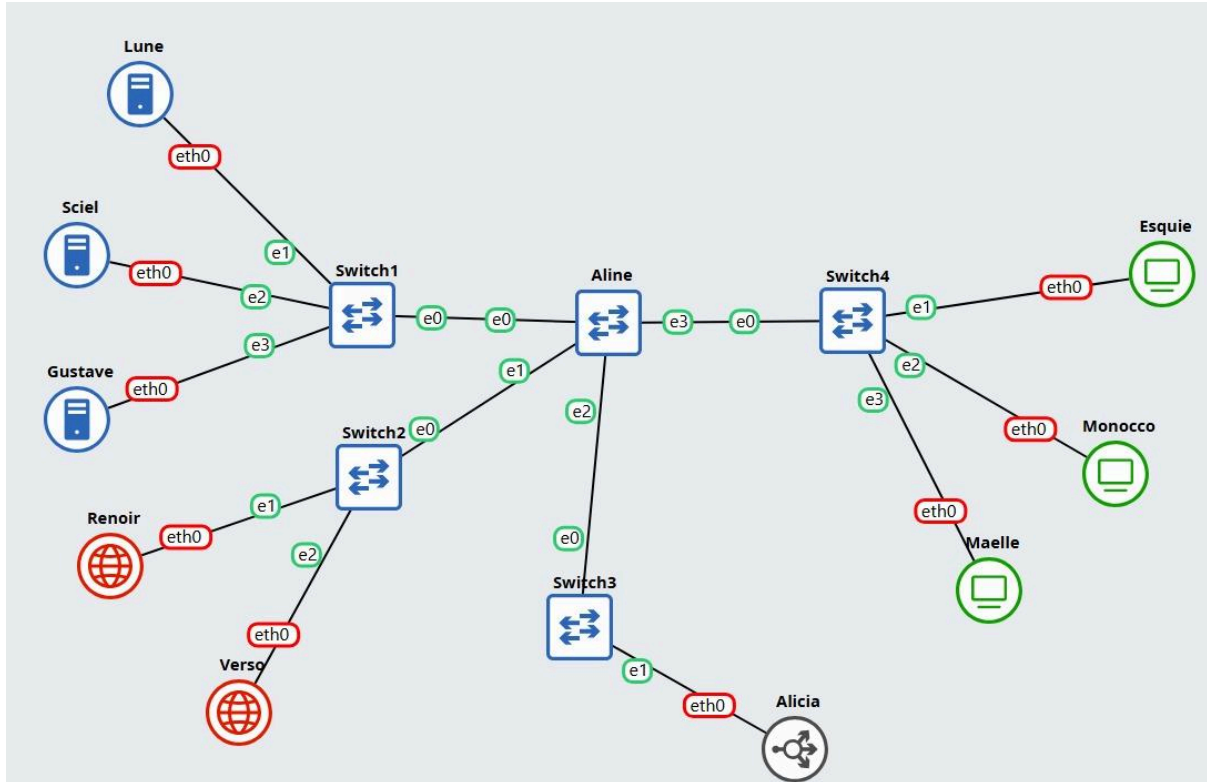 Lune
eth0
e1
Sciel
eth0
e2
Gustave
eth0
e3
Switch1
e0
e0
Aline
e3
e0
Switch4
e1
eth0
Esquie
e2
eth0
Monocco
e3
eth0
Maelle
e1
e0
Switch2
e1
eth0
Renoir
e2
eth0
Verso
e2
e0
Switch3
e1
eth0
Alicia